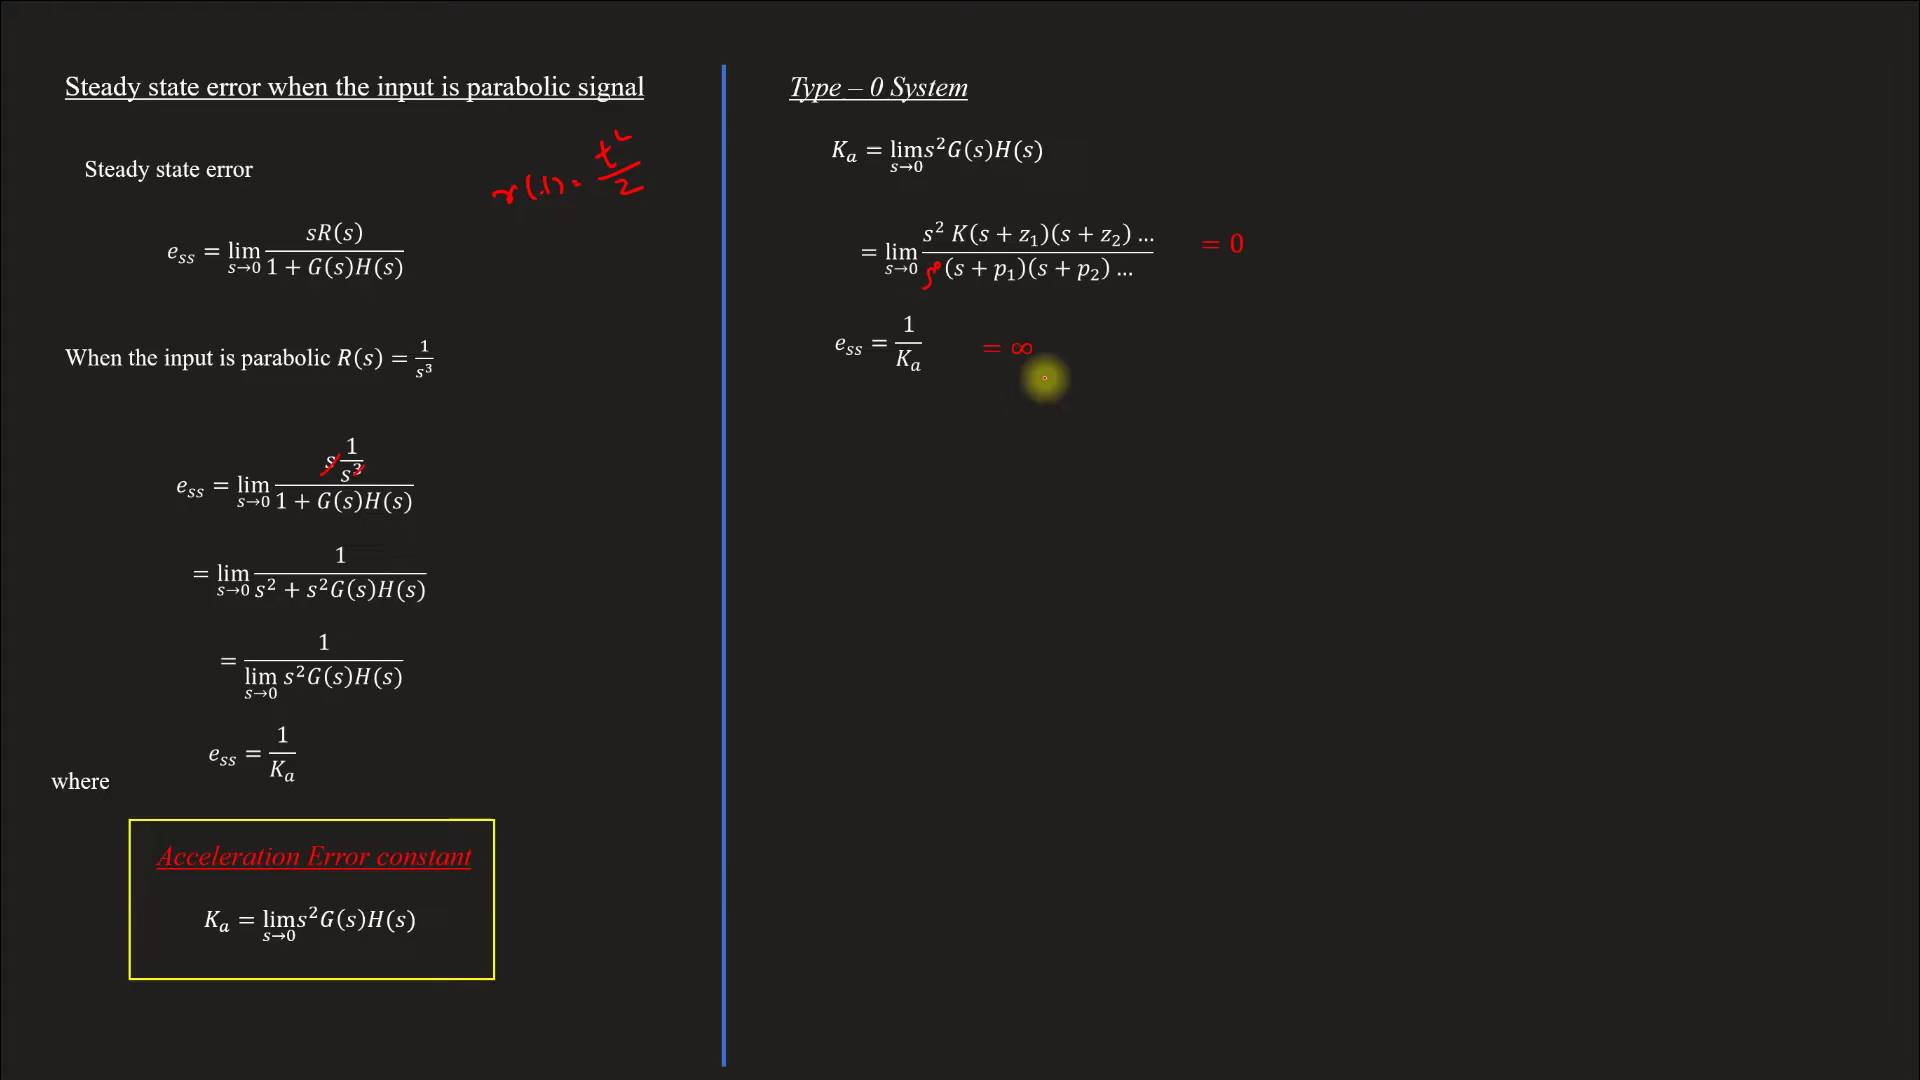 Steady state error when the input is parabolic signal
r(t) = t²/2
Steady state error
e_ss = lim_{s→0} sR(s) / (1 + G(s)H(s))
When the input is parabolic R(s) = 1/s³
e_ss = lim_{s→0} s 1/s³ / (1 + G(s)H(s))
= lim_{s→0} 1 / (s² + s²G(s)H(s))
= 1 / lim_{s→0} s²G(s)H(s)
e_ss = 1/K_a
where
Acceleration Error constant
K_a = lim_{s→0} s²G(s)H(s)
Type – 0 System
K_a = lim_{s→0} s²G(s)H(s)
= lim_{s→0} s² K(s + z₁)(s + z₂) … / s⁰ (s + p₁)(s + p₂) … = 0
e_ss = 1/K_a = ∞